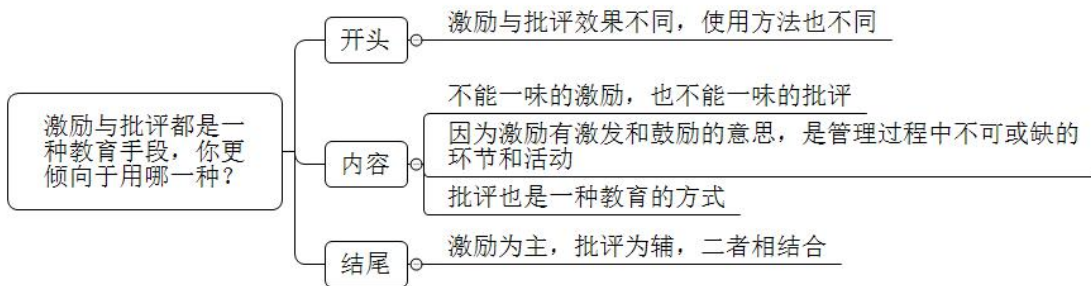 激励与批评都是一
种教育手段，你更
倾向于用哪一种？
开头
激励与批评效果不同，使用方法也不同
内容
不能一味的激励，也不能一味的批评
因为激励有激发和鼓励的意思，是管理过程中不可或缺的
环节和活动
批评也是一种教育的方式
结尾
激励为主，批评为辅，二者相结合